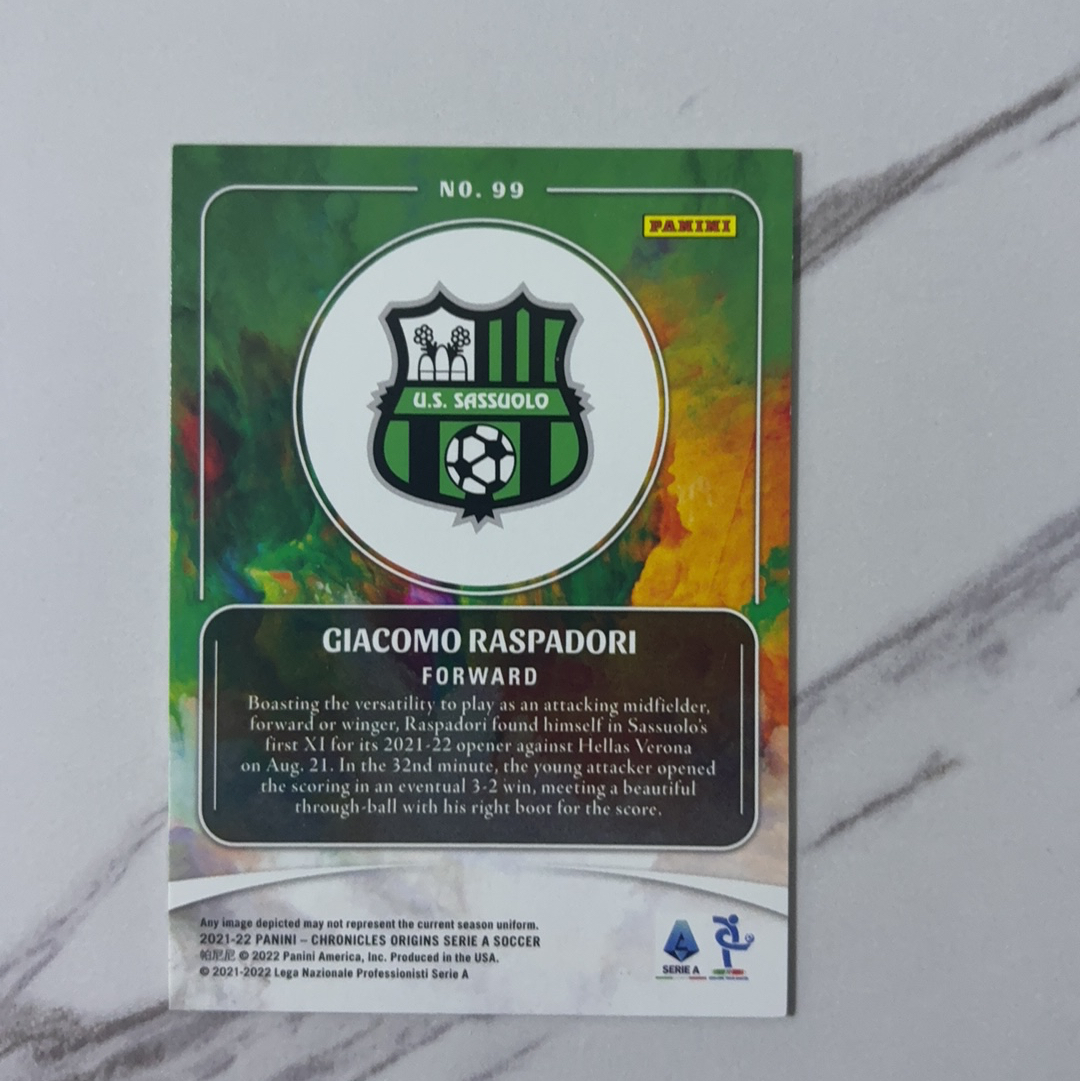 NO. 99
PANINI
U.S. SASSUOLO
GIACOMO RASPADORI
FORWARD
Boasting the versatility to play as an attacking midfielder,
forward or winger, Raspadori found himself in Sassuolo's
first XI for its 2021-22 opener against Hellas Verona
on Aug. 21. In the 32nd minute, the young attacker opened
the scoring in an eventual 3-2 win, meeting a beautiful
through-ball with his right boot for the score.
Any image depicted may not represent the current season uniform.
2021-22 PANINI – CHRONICLES ORIGINS SERIE A SOCCER
帕尼尼 © 2022 Panini America, Inc. Produced in the USA.
© 2021-2022 Lega Nazionale Professionisti Serie A
SERIE A